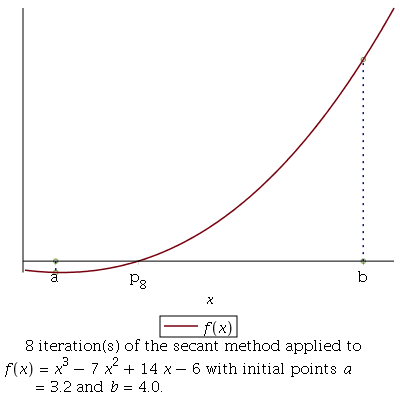 a
p₈
b
x
f(x)
8 iteration(s) of the secant method applied to
f(x) = x³ − 7 x² + 14 x − 6 with initial points a
= 3.2 and b = 4.0.